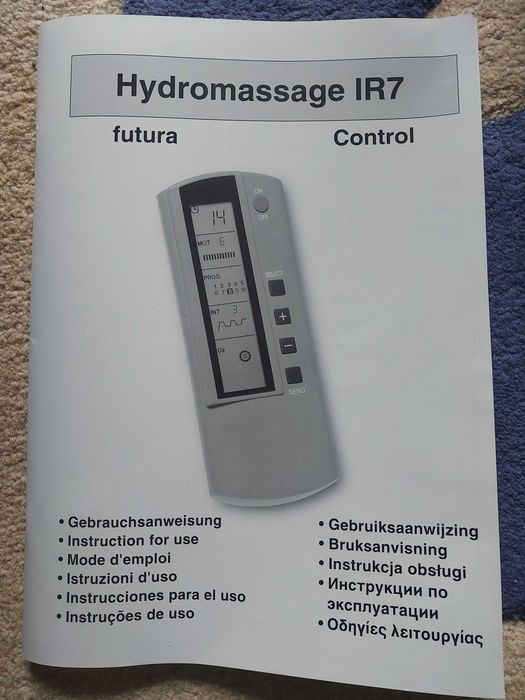 Hydromassage IR7
futura
Control
ON
OFF
14
MOT 6
PROG
1 2 3 4 5
6 7 8 9 10
INT 3
O₃
SELECT
+
−
SEND
• Gebrauchsanweisung
• Instruction for use
• Mode d'emploi
• Istruzioni d'uso
• Instrucciones para el uso
• Instruções de uso
• Gebruiksaanwijzing
• Bruksanvisning
• Instrukcja obsługi
• Инструкции по
эксплуатации
• Οδηγίες λειτουργίας